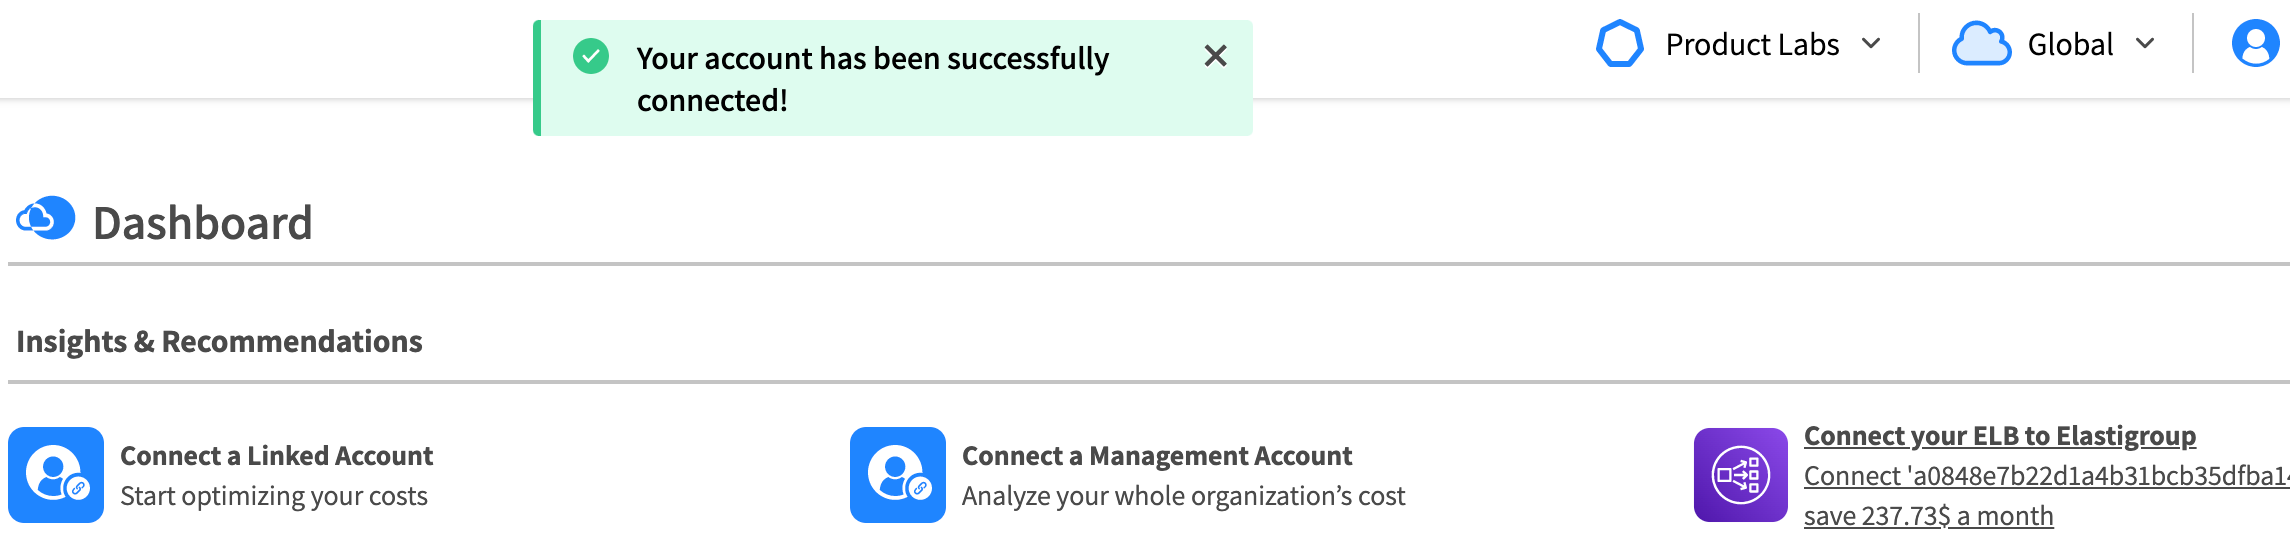 Your account has been successfully
connected!
Product Labs
Global
Dashboard
Insights & Recommendations
Connect a Linked Account
Start optimizing your costs
Connect a Management Account
Analyze your whole organization’s cost
Connect your ELB to Elastigroup
Connect 'a0848e7b22d1a4b31bcb35dfba14
save 237.73$ a month